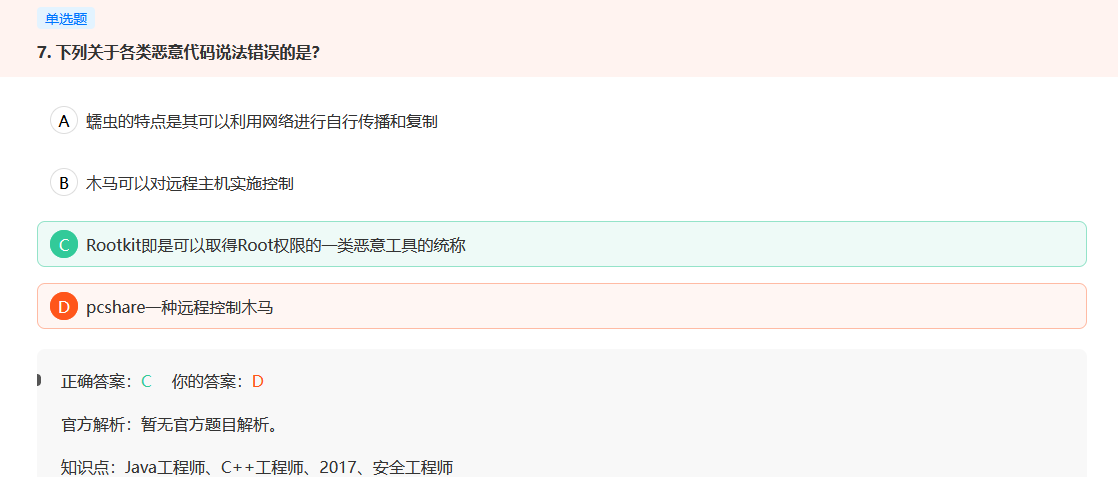 单选题
7. 下列关于各类恶意代码说法错误的是?
A 蠕虫的特点是其可以利用网络进行自行传播和复制
B 木马可以对远程主机实施控制
C Rootkit即是可以取得Root权限的一类恶意工具的统称
D pcshare一种远程控制木马
正确答案：C 你的答案：D
官方解析：暂无官方题目解析。
知识点：Java工程师、C++工程师、2017、安全工程师